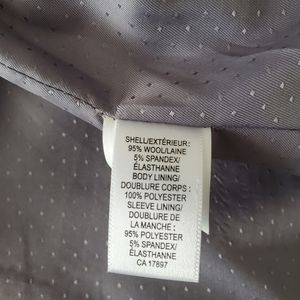 SHELL/EXTÉRIEUR:
95% WOOL/LAINE
5% SPANDEX/
ÉLASTHANNE
BODY LINING/
DOUBLURE CORPS:
100% POLYESTER
SLEEVE LINING/
DOUBLURE DE
LA MANCHE:
95% POLYESTER
5% SPANDEX/
ÉLASTHANNE
CA 17897